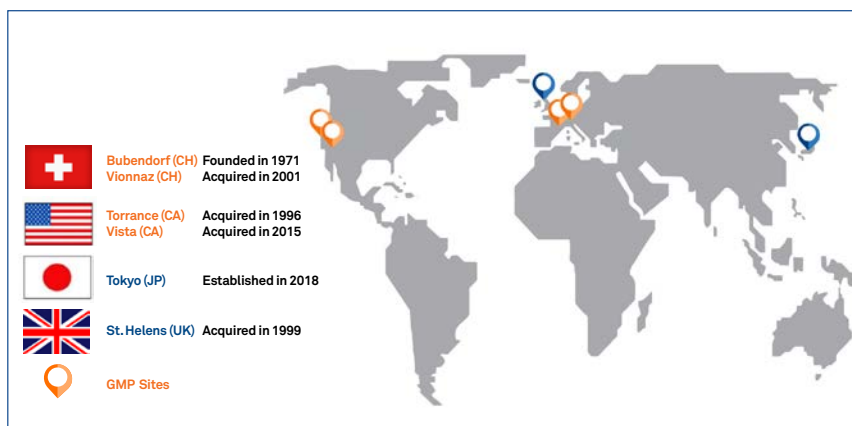 Bubendorf (CH) Founded in 1971
Vionnaz (CH) Acquired in 2001
Torrance (CA) Acquired in 1996
Vista (CA) Acquired in 2015
Tokyo (JP) Established in 2018
St. Helens (UK) Acquired in 1999
GMP Sites